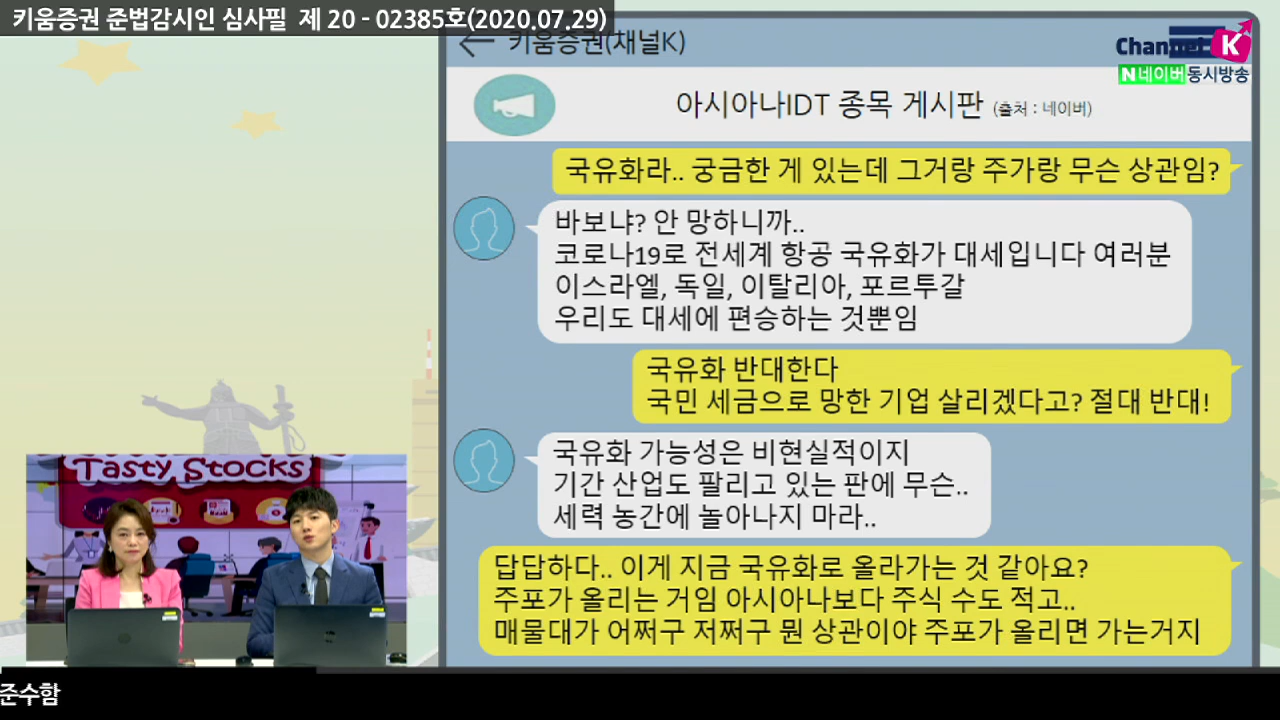 키움증권 준법감시인 심사필 제 20 - 02385호(2020.07.29)
키움증권(채널K)
Channel K
N 네이버 동시방송
아시아나IDT 종목 게시판 (출처 : 네이버)
국유화라.. 궁금한 게 있는데 그거랑 주가랑 무슨 상관임?
바보냐? 안 망하니까..
코로나19로 전세계 항공 국유화가 대세입니다 여러분
이스라엘, 독일, 이탈리아, 포르투갈
우리도 대세에 편승하는 것뿐임
국유화 반대한다
국민 세금으로 망한 기업 살리겠다고? 절대 반대!
국유화 가능성은 비현실적이지
기간 산업도 팔리고 있는 판에 무슨..
세력 농간에 놀아나지 마라..
답답하다.. 이게 지금 국유화로 올라가는 것 같아요?
주포가 올리는 거임 아시아나보다 주식 수도 적고..
매물대가 어쩌구 저쩌구 뭔 상관이야 주포가 올리면 가는거지
Tasty Stocks
준수함